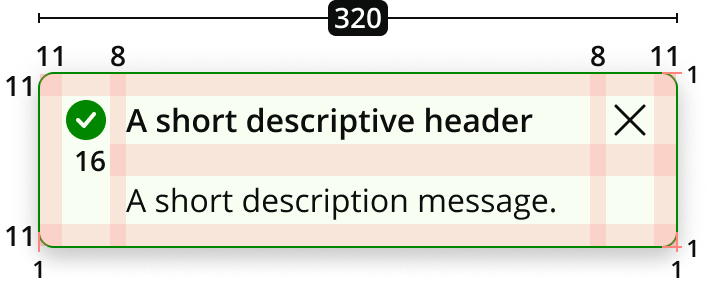 320
11 8 8 11
11 1
A short descriptive header
16
A short description message.
11 1
1 1